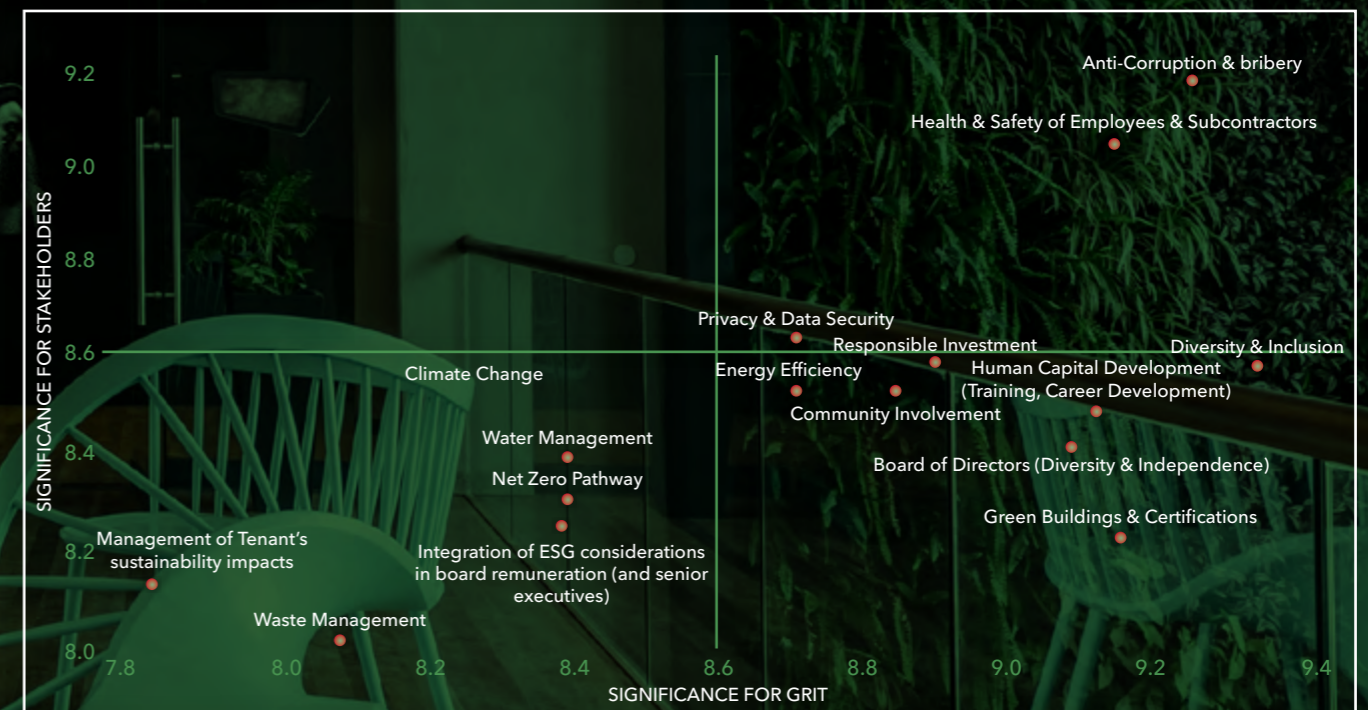 9.2
Anti-Corruption & bribery
Health & Safety of Employees & Subcontractors
9.0
SIGNIFICANCE FOR STAKEHOLDERS
8.8
Privacy & Data Security
8.6
Responsible Investment
Diversity & Inclusion
Climate Change
Energy Efficiency
Human Capital Development
(Training, Career Development)
Community Involvement
8.4
Water Management
Board of Directors (Diversity & Independence)
Net Zero Pathway
Green Buildings & Certifications
8.2
Management of Tenant’s
sustainability impacts
Integration of ESG considerations
in board remuneration (and senior
executives)
Waste Management
8.0
7.8
8.0
8.2
8.4
8.6
8.8
9.0
9.2
9.4
SIGNIFICANCE FOR GRIT